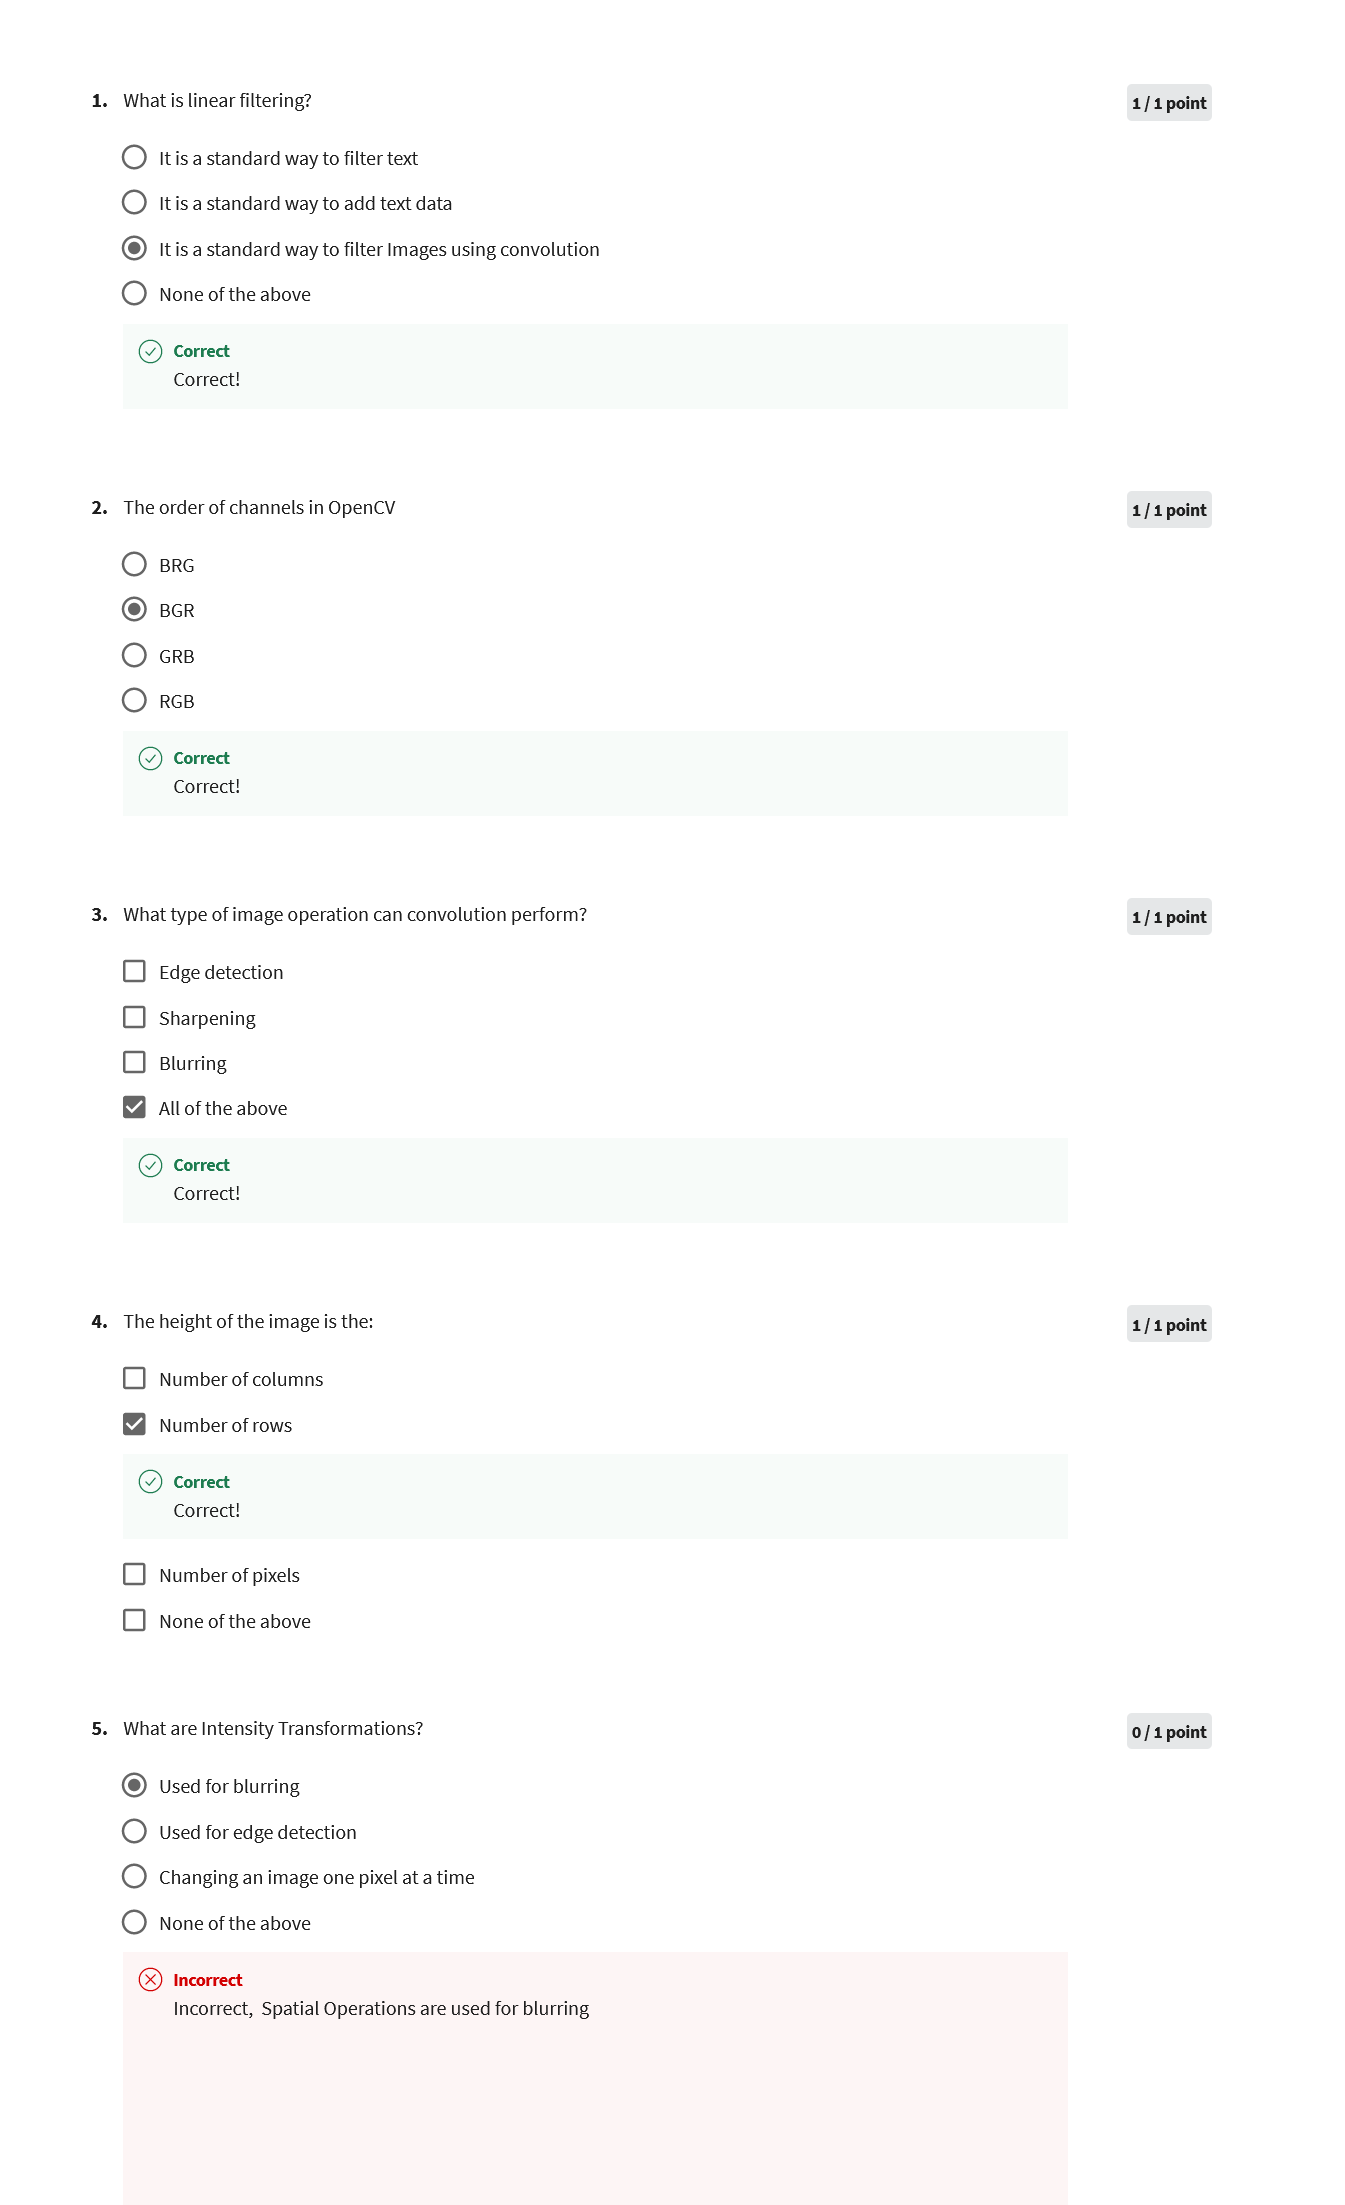 1. What is linear filtering?
1 / 1 point
It is a standard way to filter text
It is a standard way to add text data
It is a standard way to filter Images using convolution
None of the above
Correct
Correct!
2. The order of channels in OpenCV
1 / 1 point
BRG
BGR
GRB
RGB
Correct
Correct!
3. What type of image operation can convolution perform?
1 / 1 point
Edge detection
Sharpening
Blurring
All of the above
Correct
Correct!
4. The height of the image is the:
1 / 1 point
Number of columns
Number of rows
Correct
Correct!
Number of pixels
None of the above
5. What are Intensity Transformations?
0 / 1 point
Used for blurring
Used for edge detection
Changing an image one pixel at a time
None of the above
Incorrect
Incorrect,  Spatial Operations are used for blurring